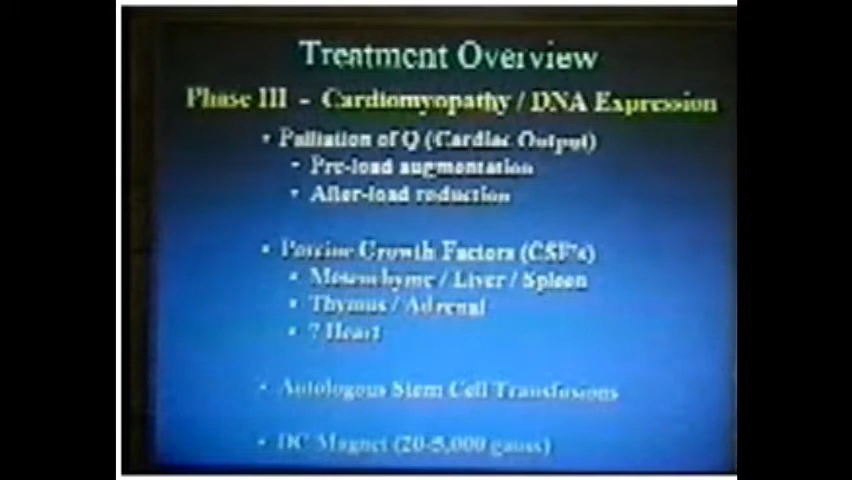 Treatment Overview
Phase III - Cardiomyopathy / DNA Expression
• Palliation of Q (Cardiac Output)
• Pre-load augmentation
• After-load reduction
• Porcine Growth Factors (CSF's)
• Mesenchyme / Liver / Spleen
• Thymus / Adrenal
• ? Heart
• Autologous Stem Cell Transfusions
• DC Magnet (20-5,000 gauss)